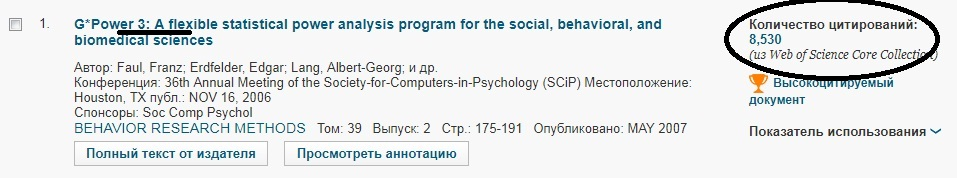 1. G*Power 3: A flexible statistical power analysis program for the social, behavioral, and
biomedical sciences
Автор: Faul, Franz; Erdfelder, Edgar; Lang, Albert-Georg; и др.
Конференция: 36th Annual Meeting of the Society-for-Computers-in-Psychology (SCiP) Местоположение:
Houston, TX публ.: NOV 16, 2006
Спонсоры: Soc Comp Psychol
BEHAVIOR RESEARCH METHODS Том: 39 Выпуск: 2 Стр.: 175-191 Опубликовано: MAY 2007
Полный текст от издателя Просмотреть аннотацию
Количество цитирований:
8,530
(из Web of Science Core Collection)
Высокоцитируемый
документ
Показатель использования